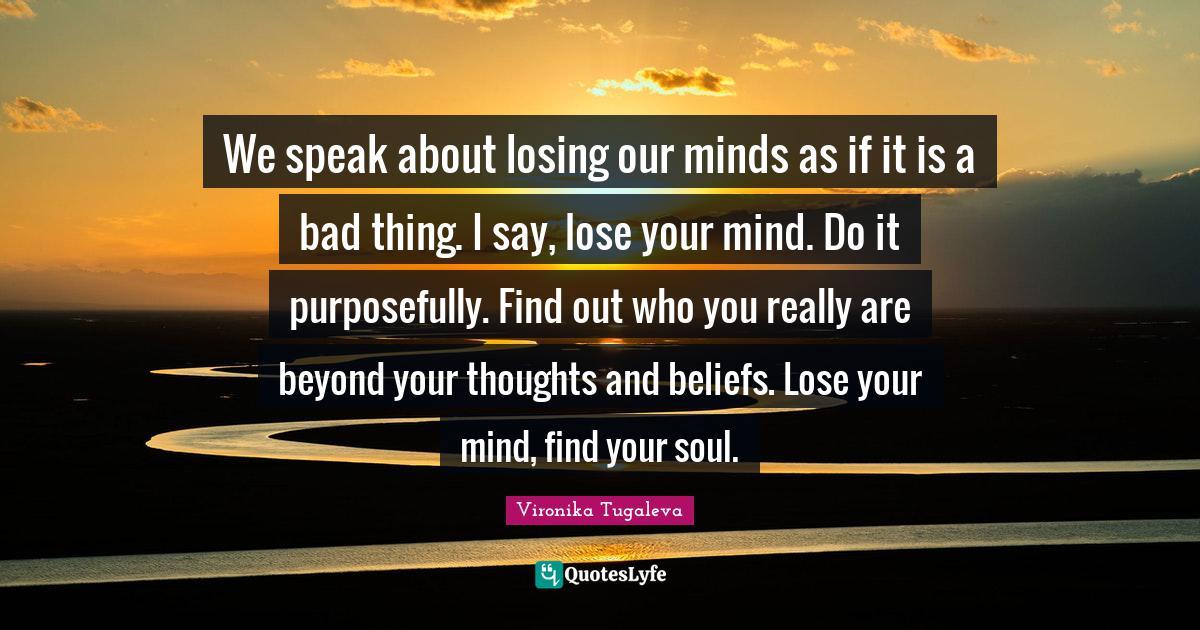 We speak about losing our minds as if it is a
bad thing. I say, lose your mind. Do it
purposefully. Find out who you really are
beyond your thoughts and beliefs. Lose your
mind, find your soul.
Vironika Tugaleva
QuotesLyfe